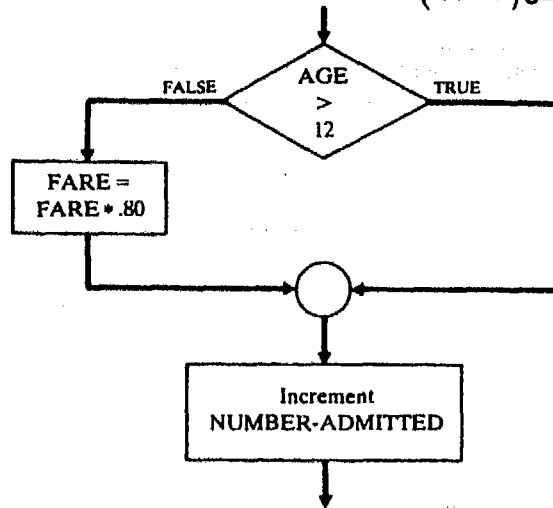 FALSE
AGE
>
12
TRUE
FARE =
FARE * .80
Increment
NUMBER-ADMITTED